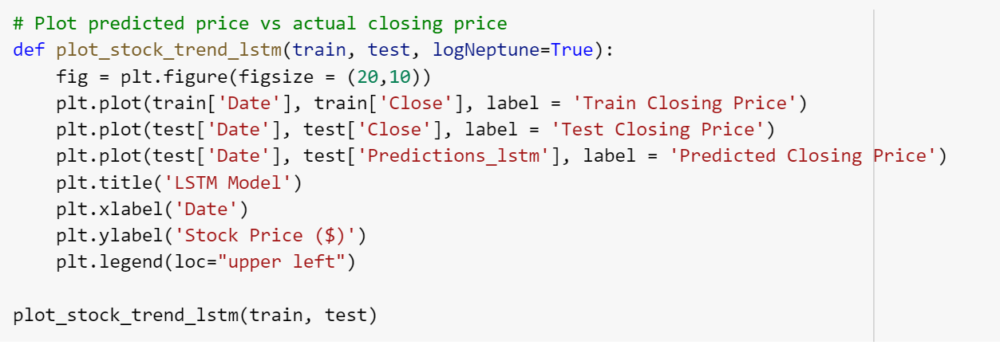 # Plot predicted price vs actual closing price
def plot_stock_trend_lstm(train, test, logNeptune=True):
    fig = plt.figure(figsize = (20,10))
    plt.plot(train['Date'], train['Close'], label = 'Train Closing Price')
    plt.plot(test['Date'], test['Close'], label = 'Test Closing Price')
    plt.plot(test['Date'], test['Predictions_lstm'], label = 'Predicted Closing Price')
    plt.title('LSTM Model')
    plt.xlabel('Date')
    plt.ylabel('Stock Price ($)')
    plt.legend(loc="upper left")

plot_stock_trend_lstm(train, test)